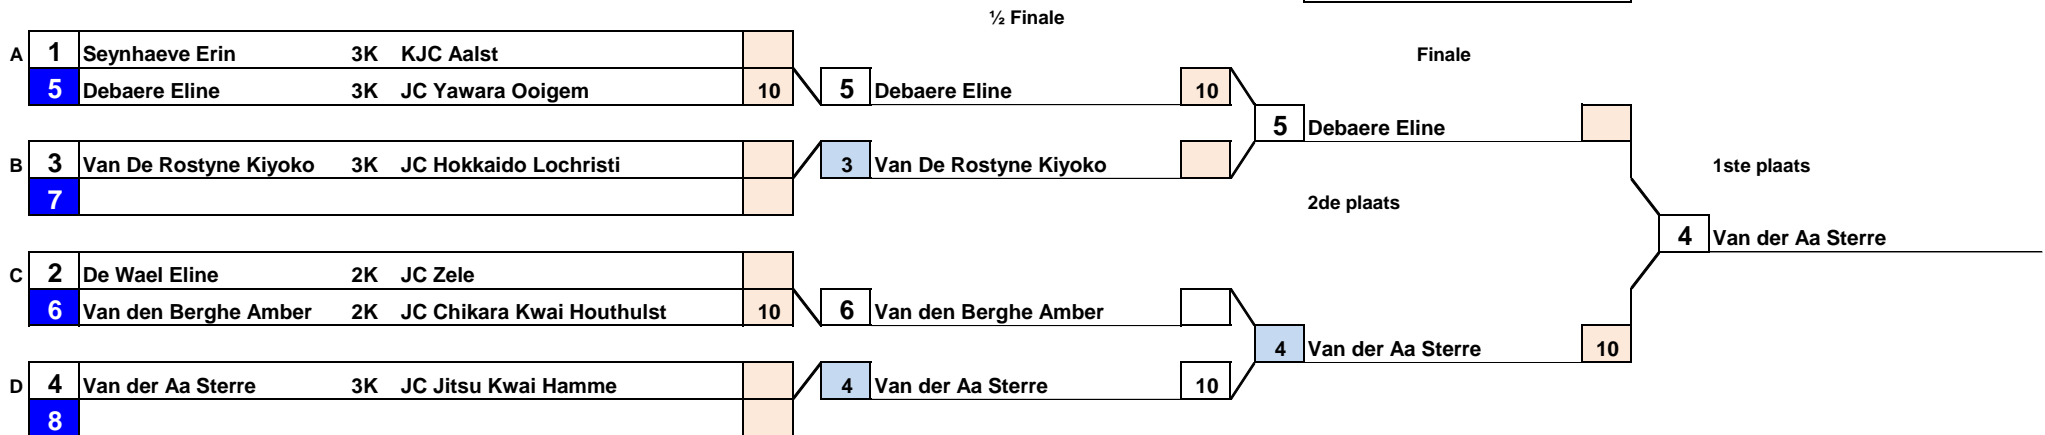 ½ Finale
A 1 Seynhaeve Erin 3K KJC Aalst
Finale
5 Debaere Eline 3K JC Yawara Ooigem 10 5 Debaere Eline 10
5 Debaere Eline
B 3 Van De Rostyne Kiyoko 3K JC Hokkaido Lochristi 3 Van De Rostyne Kiyoko
1ste plaats
7
2de plaats
4 Van der Aa Sterre
C 2 De Wael Eline 2K JC Zele
6 Van den Berghe Amber 2K JC Chikara Kwai Houthulst 10 6 Van den Berghe Amber
4 Van der Aa Sterre 10
D 4 Van der Aa Sterre 3K JC Jitsu Kwai Hamme 4 Van der Aa Sterre 10
8